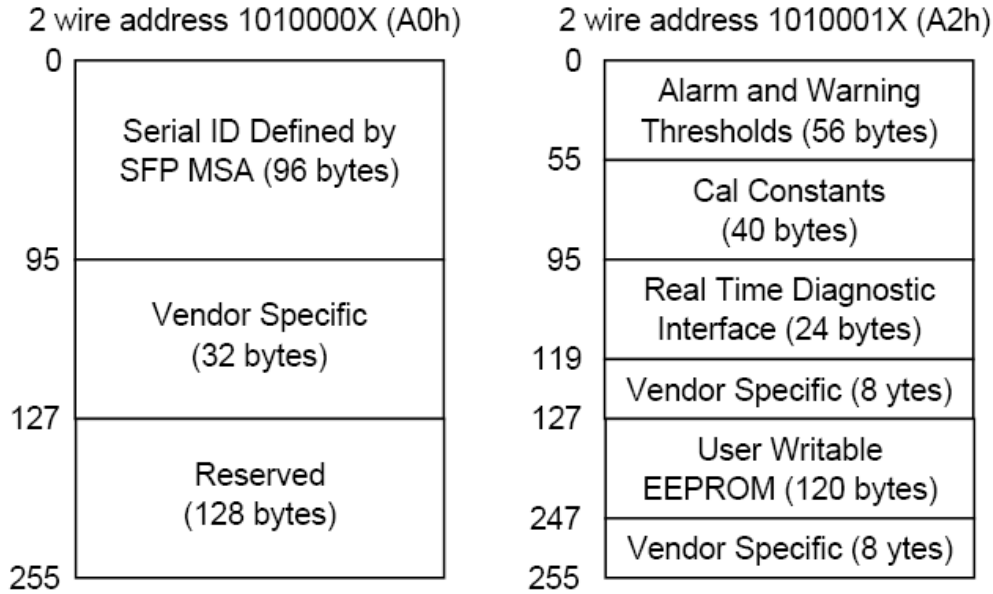 2 wire address 1010000X (A0h)
0
Serial ID Defined by
SFP MSA (96 bytes)
95
Vendor Specific
(32 bytes)
127
Reserved
(128 bytes)
255
2 wire address 1010001X (A2h)
0
Alarm and Warning
Thresholds (56 bytes)
55
Cal Constants
(40 bytes)
95
Real Time Diagnostic
Interface (24 bytes)
119
Vendor Specific (8 ytes)
127
User Writable
EEPROM (120 bytes)
247
Vendor Specific (8 ytes)
255